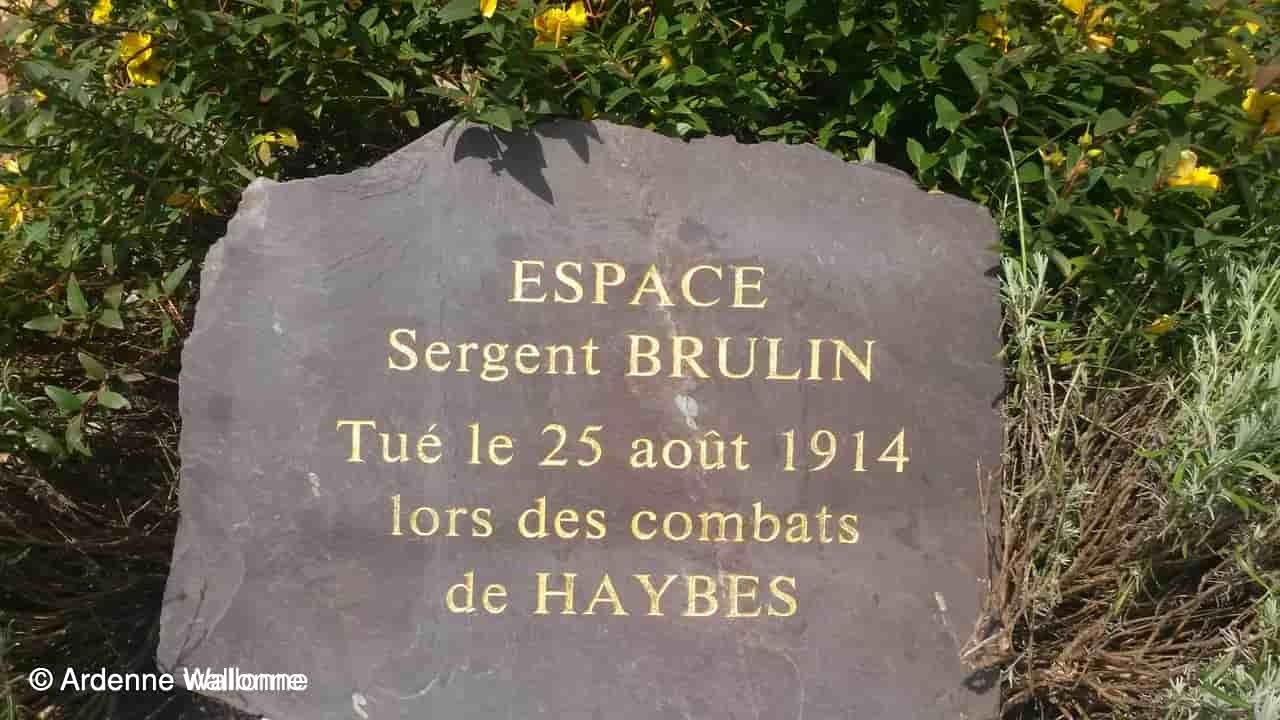 ESPACE
Sergent BRULIN
Tué le 25 août 1914
lors des combats
de HAYBES
© Ardenne Wallonne